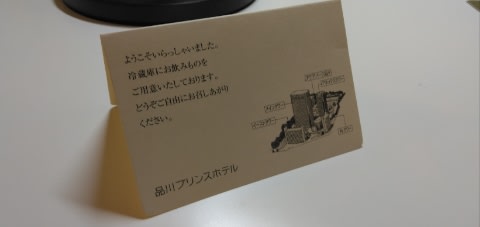 ようこそいらっしゃいました。
冷蔵庫にお飲みものを
ご用意いたしております。
どうぞご自由にお召しあがり
ください。
品川プリンスホテル